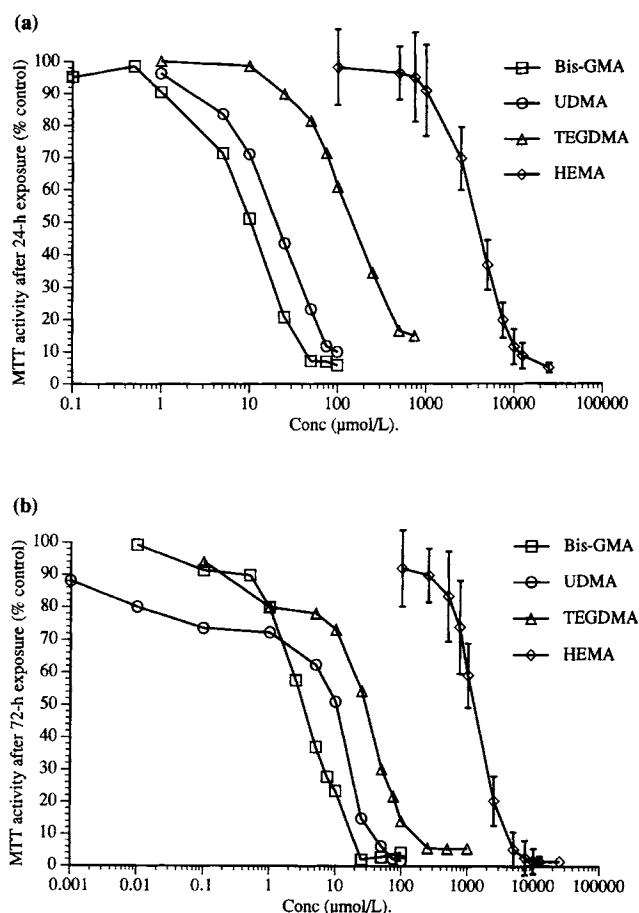 (a)
MTT activity after 24-h exposure (% control)
100
90
80
70
60
50
40
30
20
10
0
0.1 1 10 100 1000 10000 100000
Conc (µmol/L).
Bis-GMA
UDMA
TEGDMA
HEMA
(b)
MTT activity after 72-h exposure (% control)
100
90
80
70
60
50
40
30
20
10
0
0.001 0.01 0.1 1 10 100 1000 10000 100000
Conc (µmol/L).
Bis-GMA
UDMA
TEGDMA
HEMA